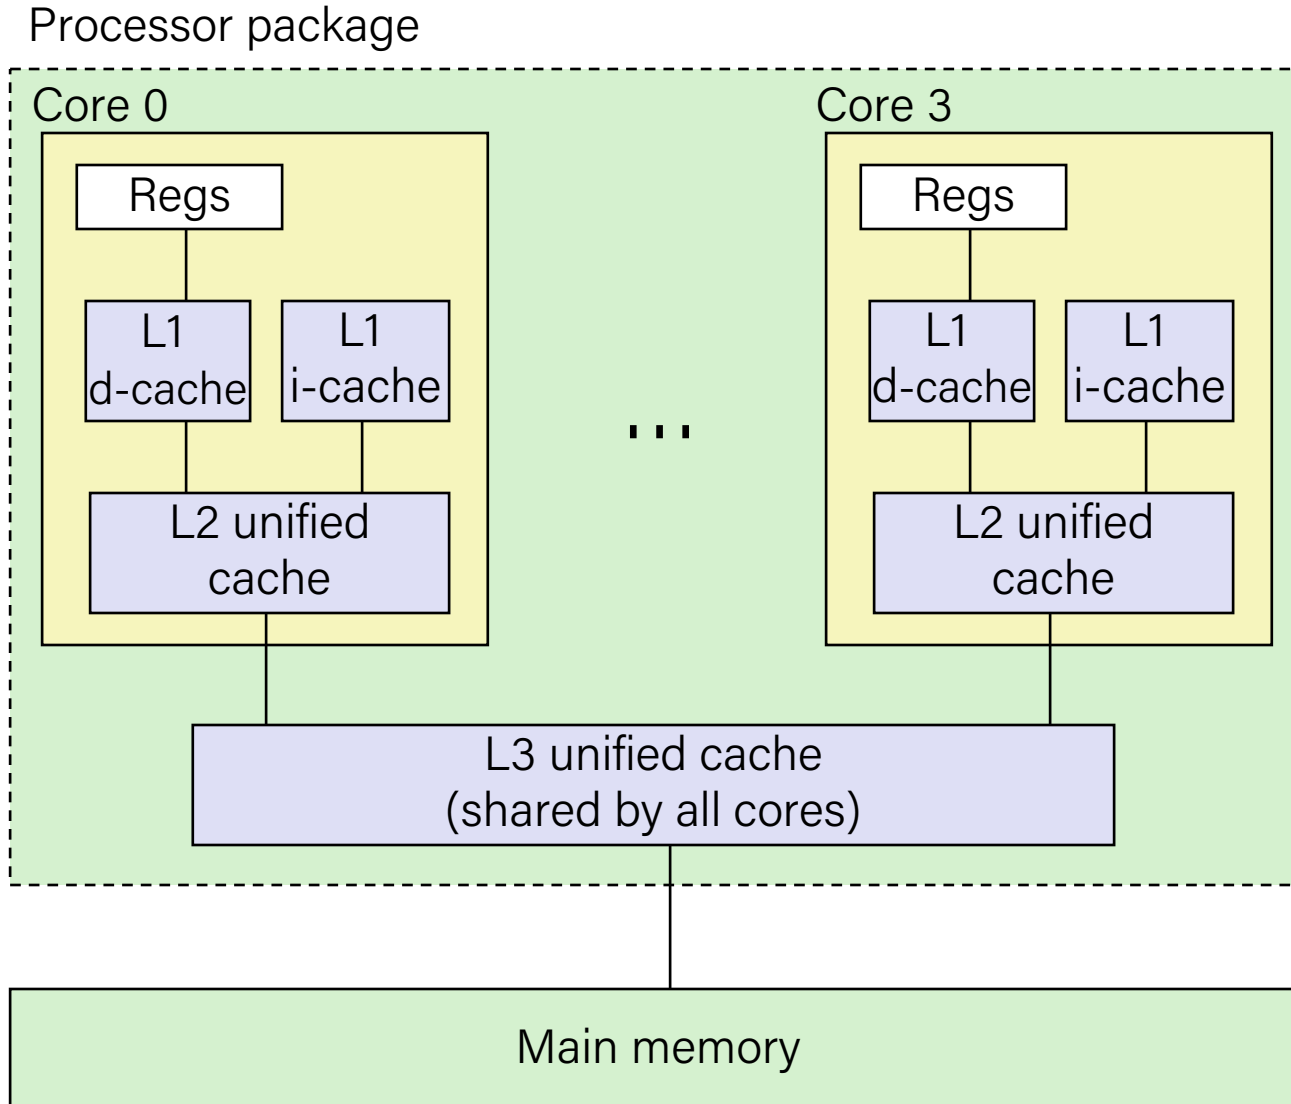 Processor package
Core 0
Regs
L1
d-cache
L1
i-cache
L2 unified
cache
...
Core 3
Regs
L1
d-cache
L1
i-cache
L2 unified
cache
L3 unified cache
(shared by all cores)
Main memory